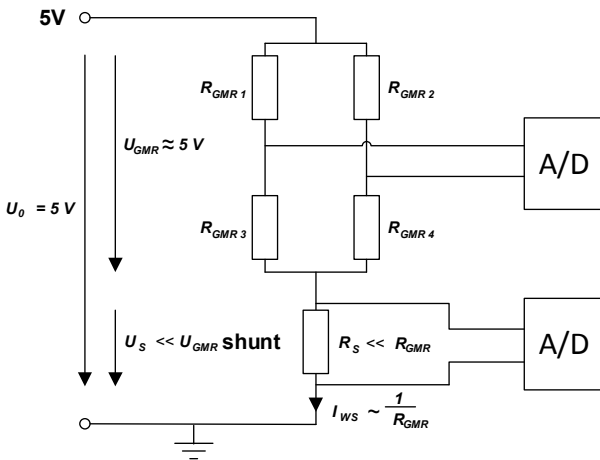 5V
R_GMR 1
R_GMR 2
U_GMR ≈ 5 V
A/D
U_0 = 5 V
R_GMR 3
R_GMR 4
U_S << U_GMR shunt
R_S << R_GMR
A/D
I_WS ~ 1/R_GMR